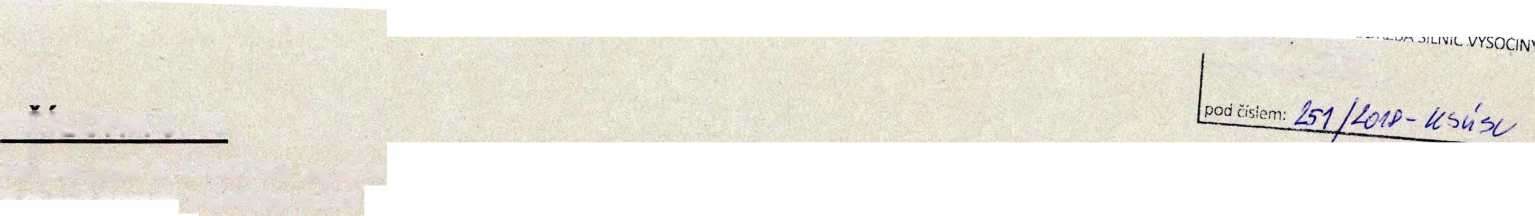 SILNIC VYSOČINY
pod číslem: 251/2018-KSÚSV